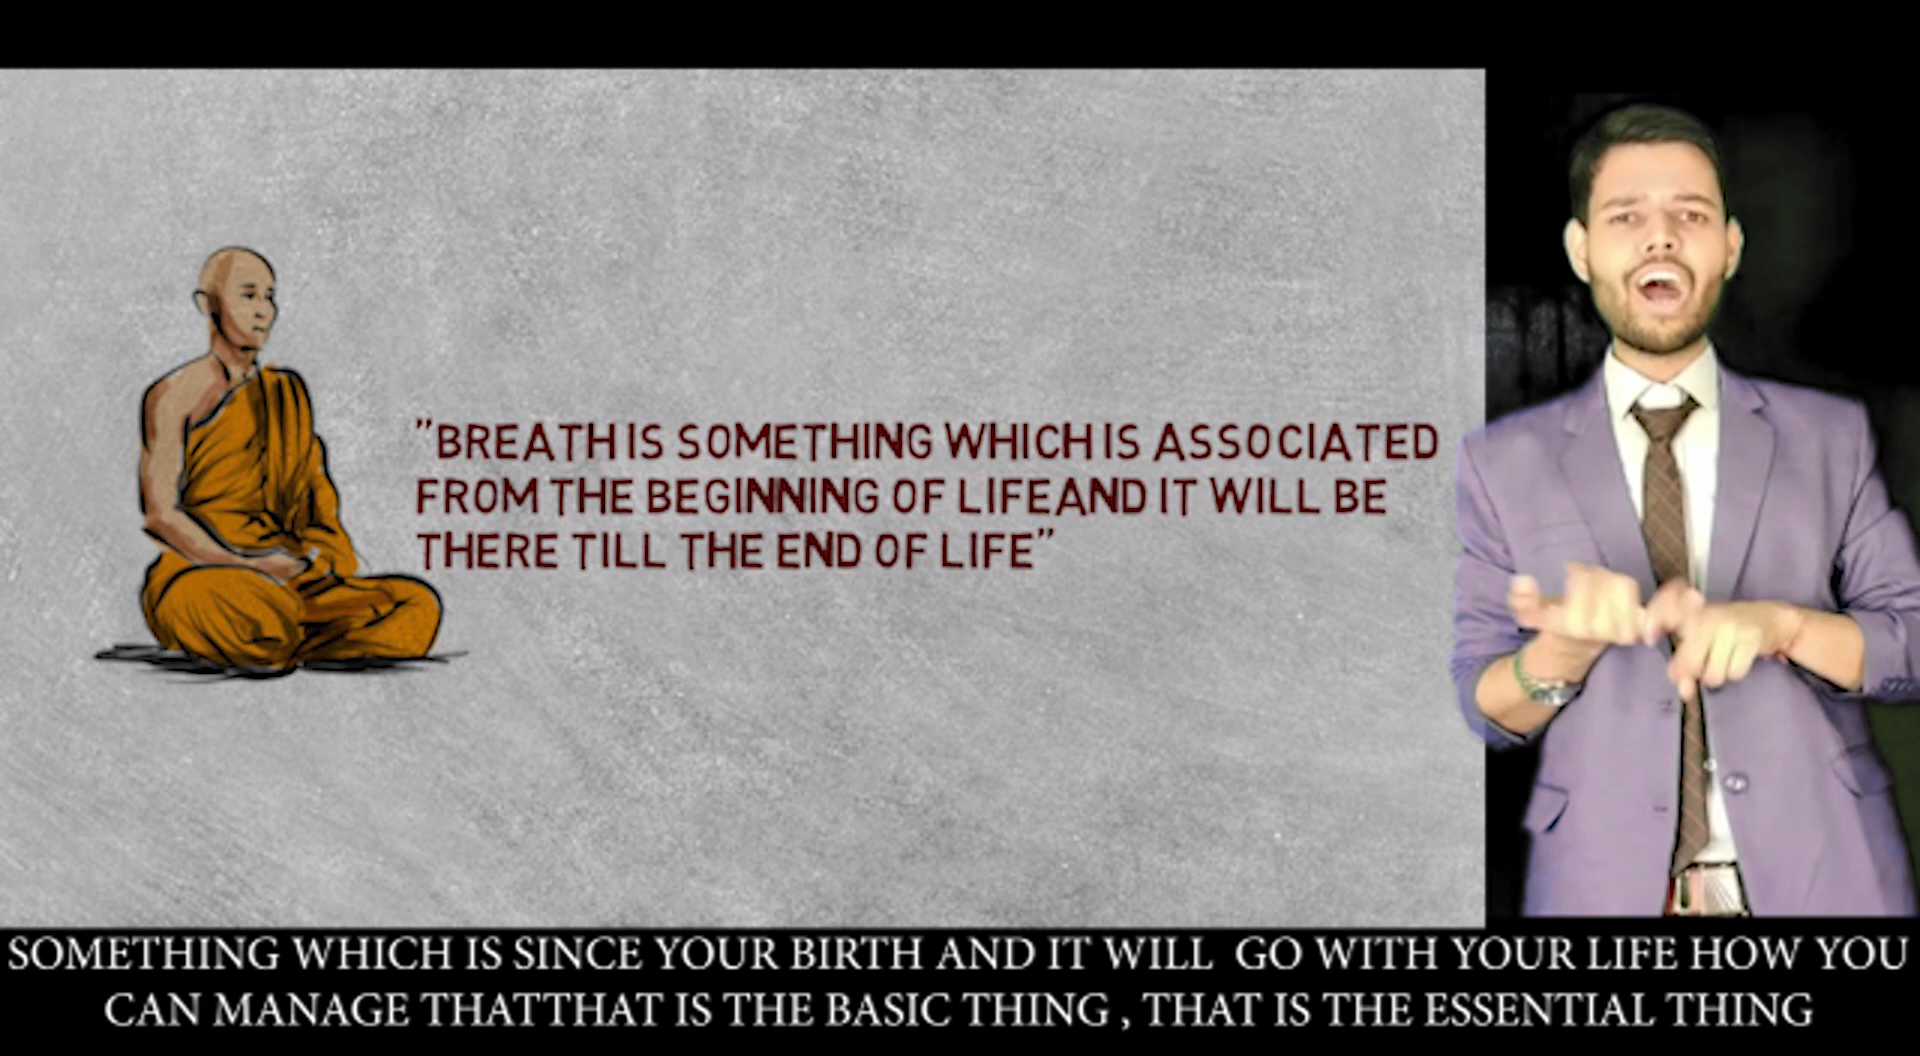 "BREATH IS SOMETHING WHICH IS ASSOCIATED
FROM THE BEGINNING OF LIFEAND IT WILL BE
THERE TILL THE END OF LIFE"
SOMETHING WHICH IS SINCE YOUR BIRTH AND IT WILL  GO WITH YOUR LIFE HOW YOU
CAN MANAGE THATTHAT IS THE BASIC THING , THAT IS THE ESSENTIAL THING